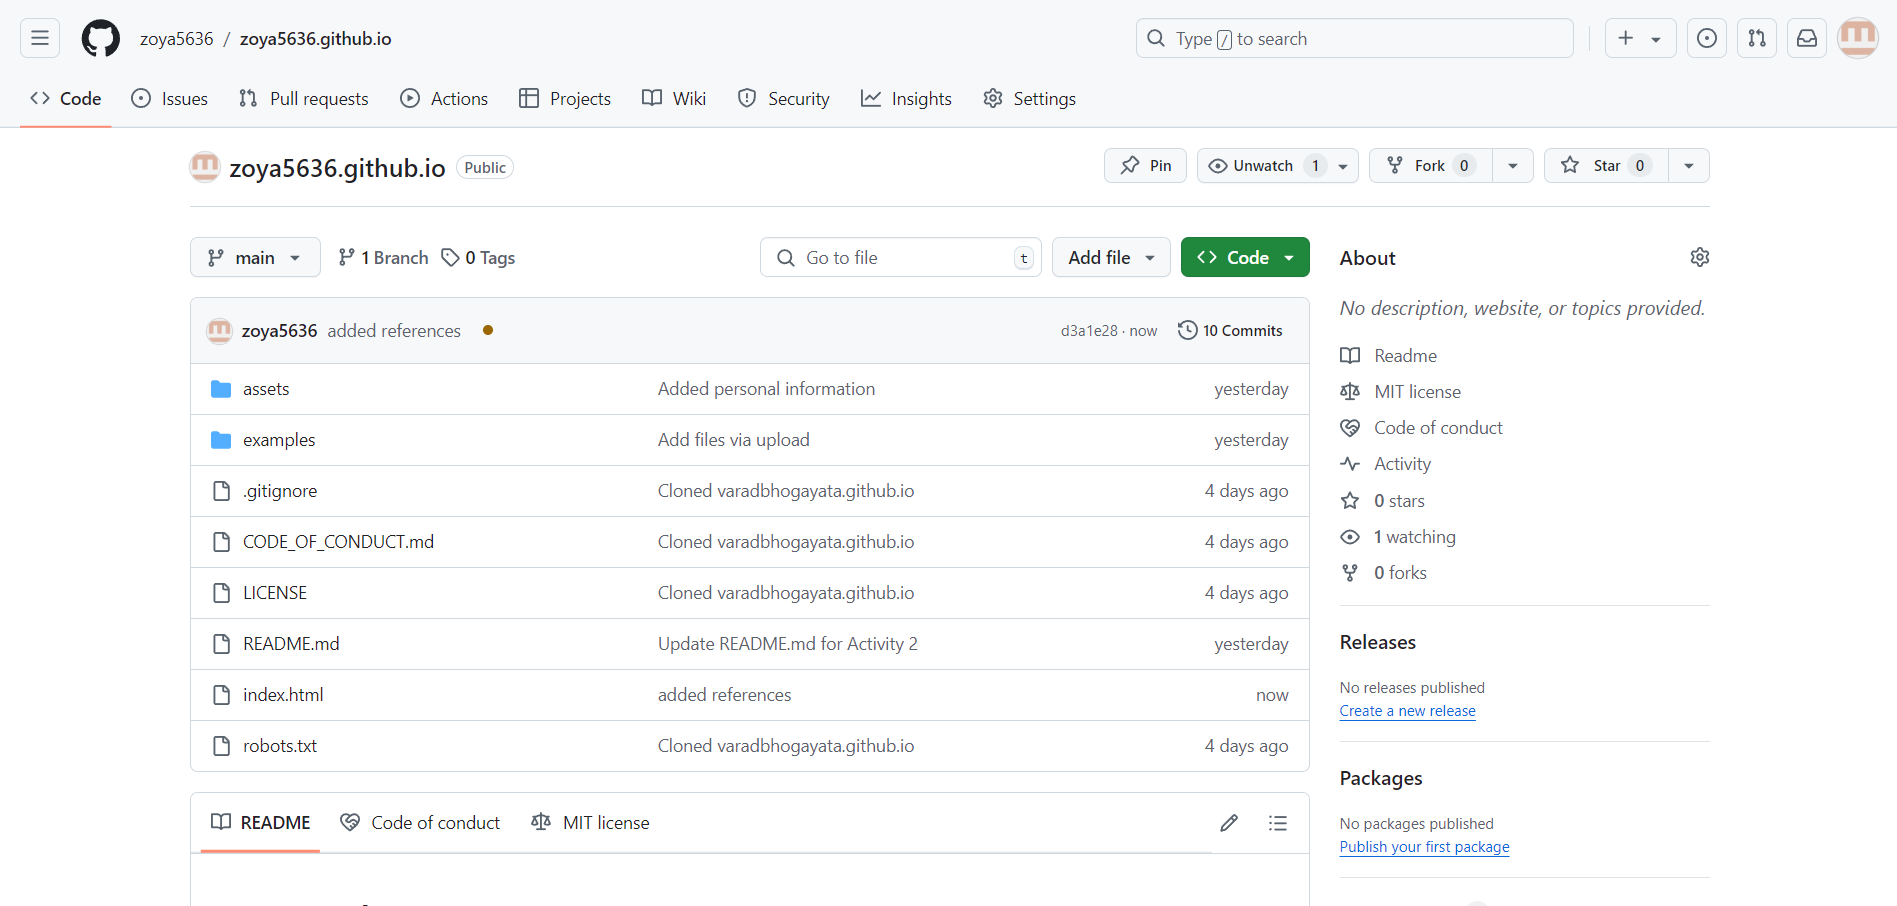 zoya5636 / zoya5636.github.io
Type / to search
Code Issues Pull requests Actions Projects Wiki Security Insights Settings
zoya5636.github.io Public
Pin Unwatch 1 Fork 0 Star 0
main 1 Branch 0 Tags Go to file t Add file Code
zoya5636 added references d3a1e28 · now 10 Commits
assets Added personal information yesterday
examples Add files via upload yesterday
.gitignore Cloned varadbhogayata.github.io 4 days ago
CODE_OF_CONDUCT.md Cloned varadbhogayata.github.io 4 days ago
LICENSE Cloned varadbhogayata.github.io 4 days ago
README.md Update README.md for Activity 2 yesterday
index.html added references now
robots.txt Cloned varadbhogayata.github.io 4 days ago
README Code of conduct MIT license
About
No description, website, or topics provided.
Readme
MIT license
Code of conduct
Activity
0 stars
1 watching
0 forks
Releases
No releases published
Create a new release
Packages
No packages published
Publish your first package